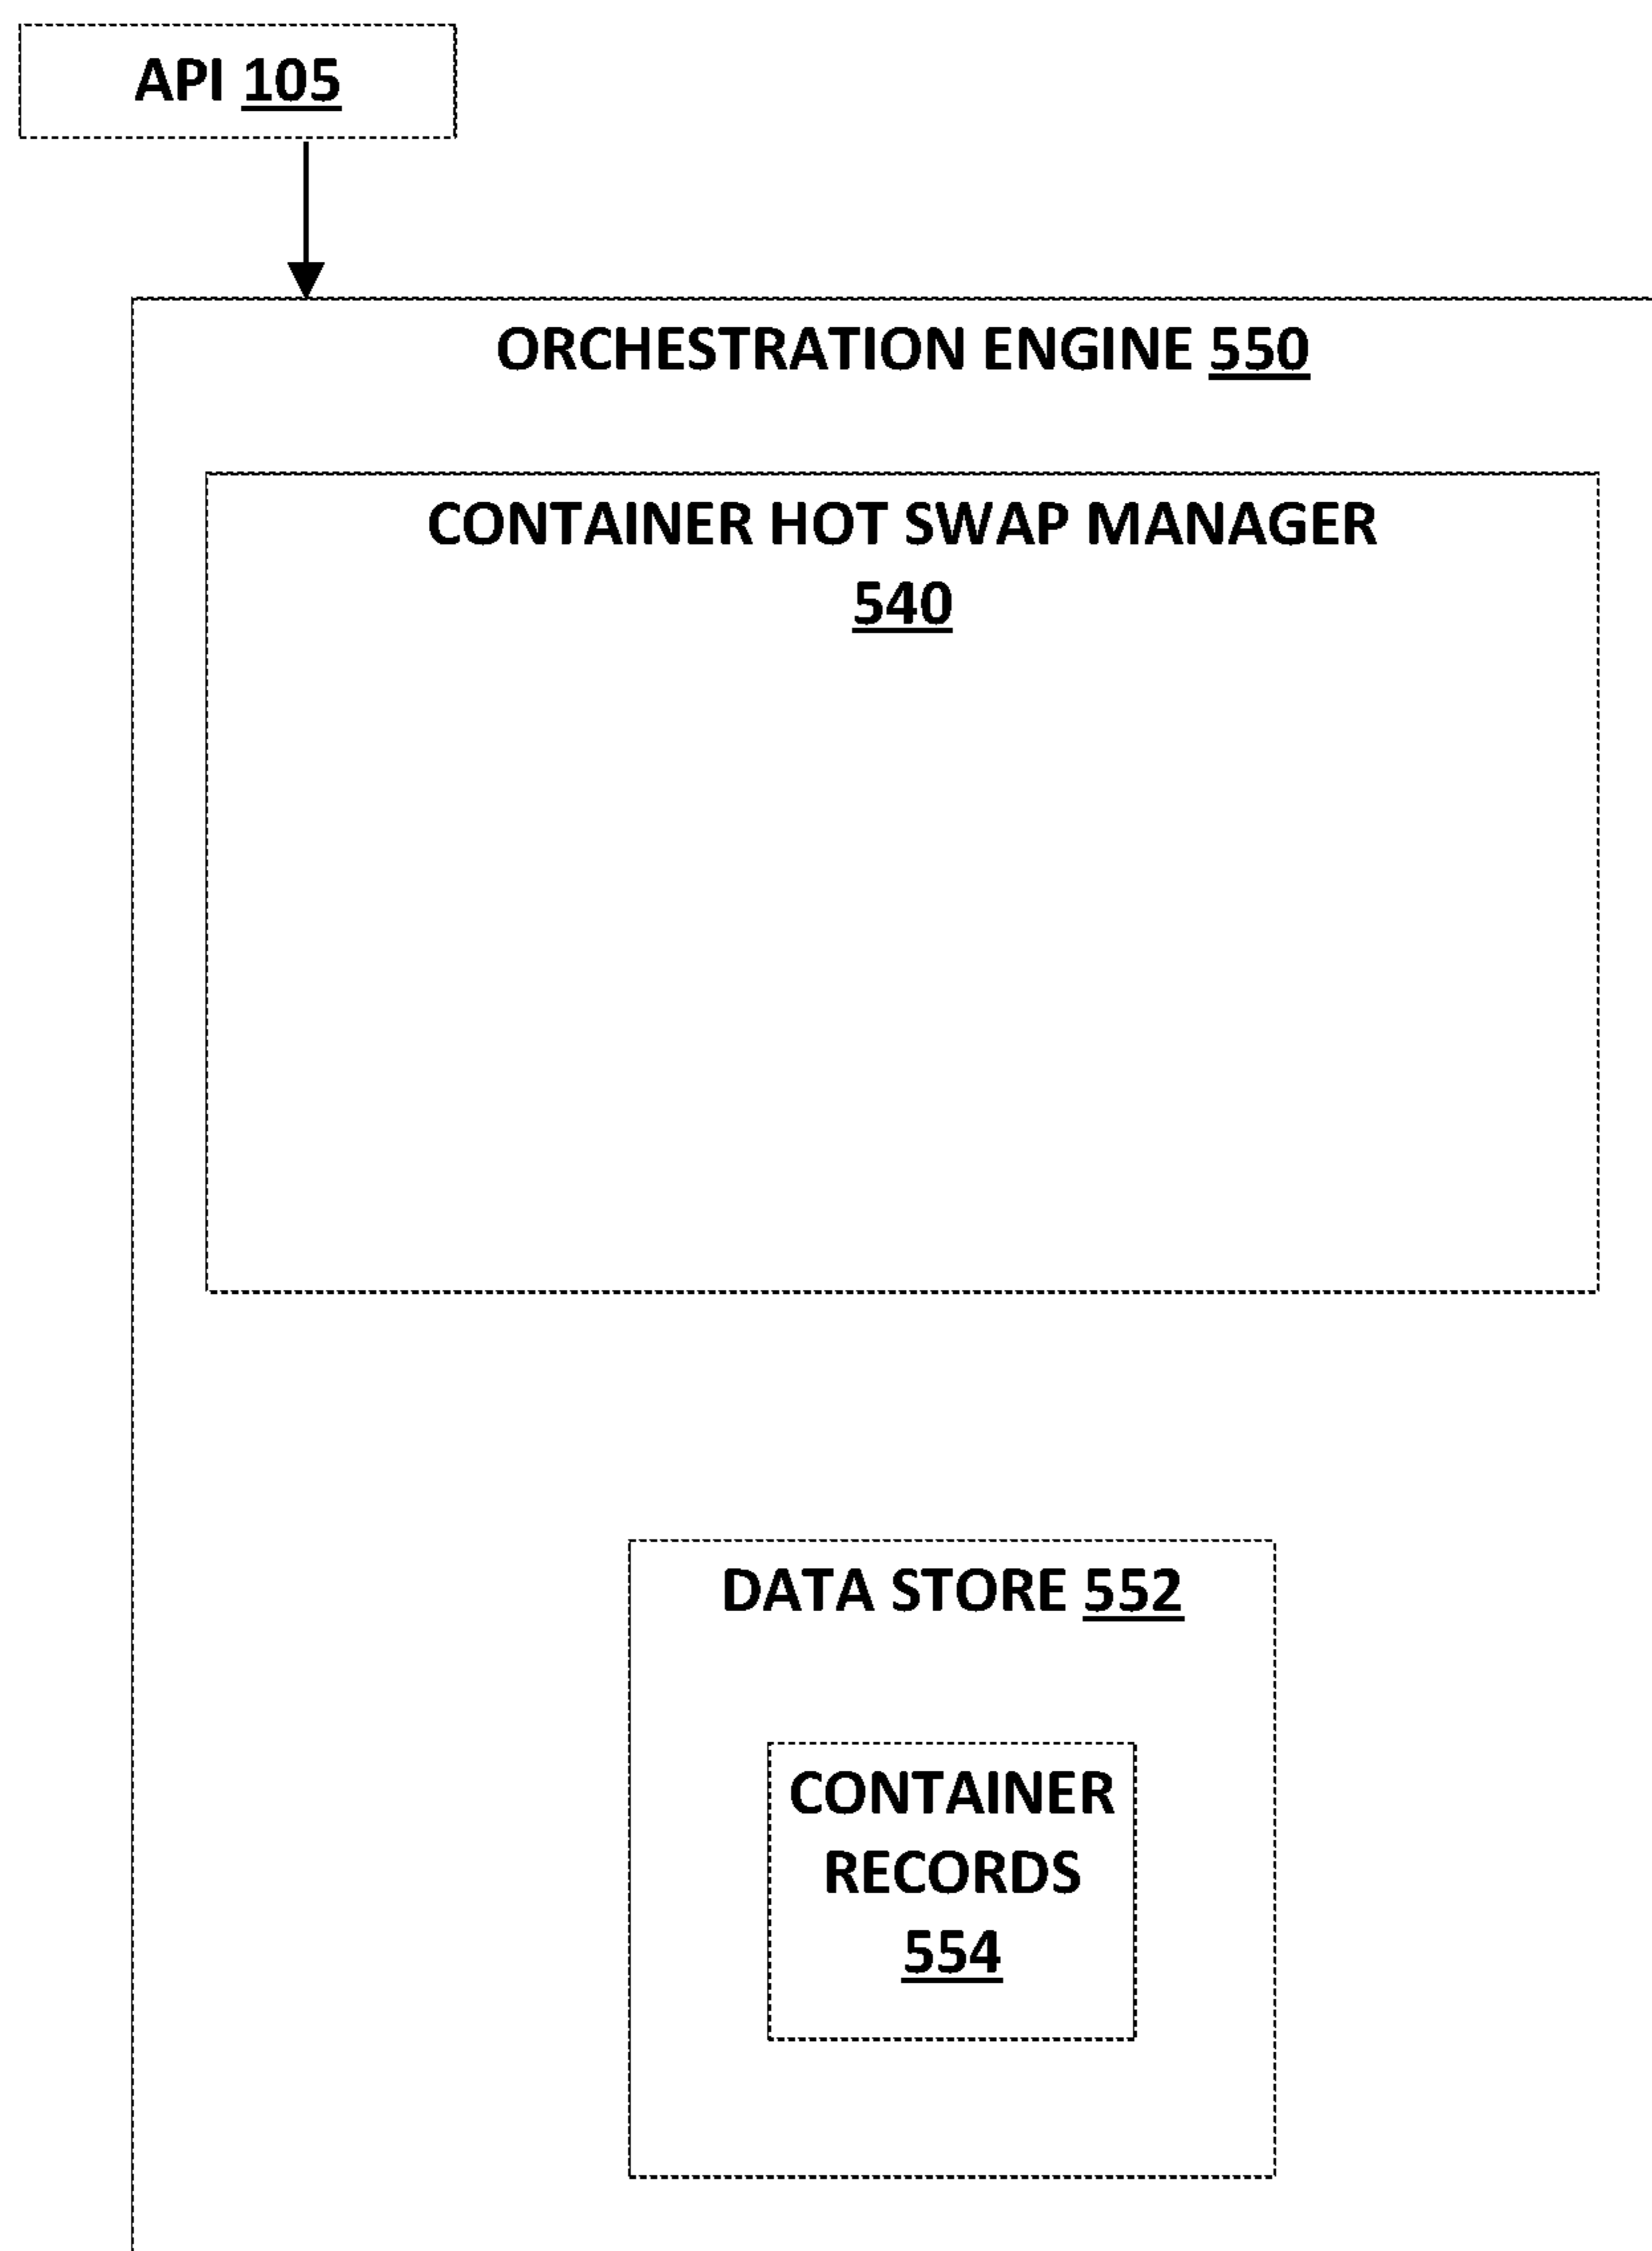 API 105
ORCHESTRATION ENGINE 550
CONTAINER HOT SWAP MANAGER
540
DATA STORE 552
CONTAINER
RECORDS
554